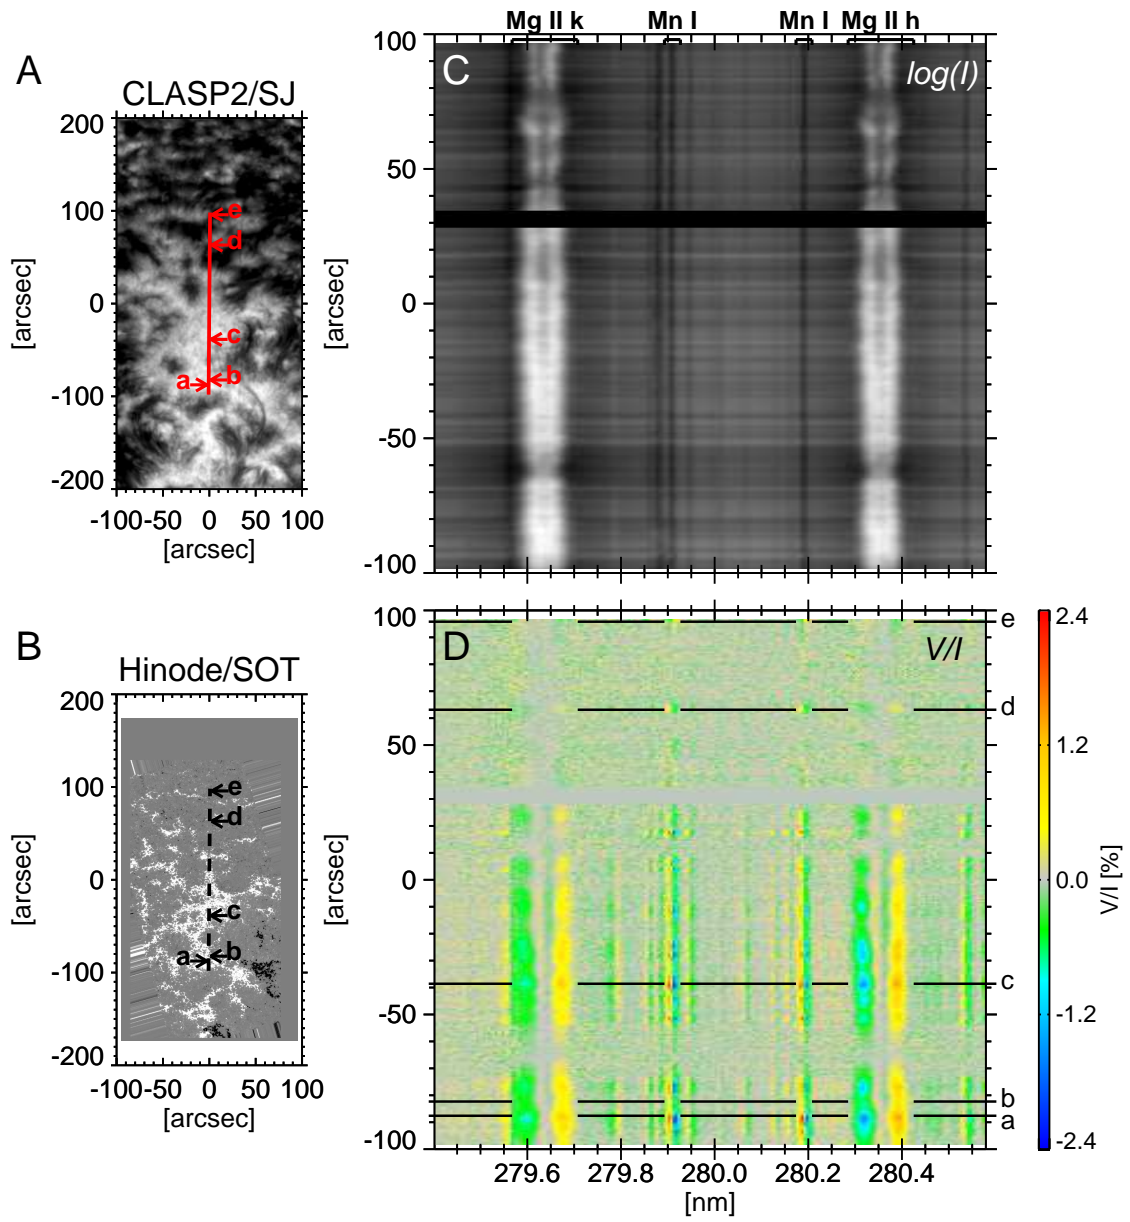 Mg II k Mn I Mn I Mg II h
A
CLASP2/SJ
200
100
0
-100
-200
[arcsec]
e
d
c
a b
-100 -50 0 50 100
[arcsec]
C
log(I)
100
50
0
-50
-100
[arcsec]
B
Hinode/SOT
200
100
0
-100
-200
[arcsec]
e
d
c
a b
-100 -50 0 50 100
[arcsec]
D
V/I
100
50
0
-50
-100
[arcsec]
e
d
c
b
a
279.6 279.8 280.0 280.2 280.4
[nm]
2.4
1.2
0.0
-1.2
-2.4
V/I [%]